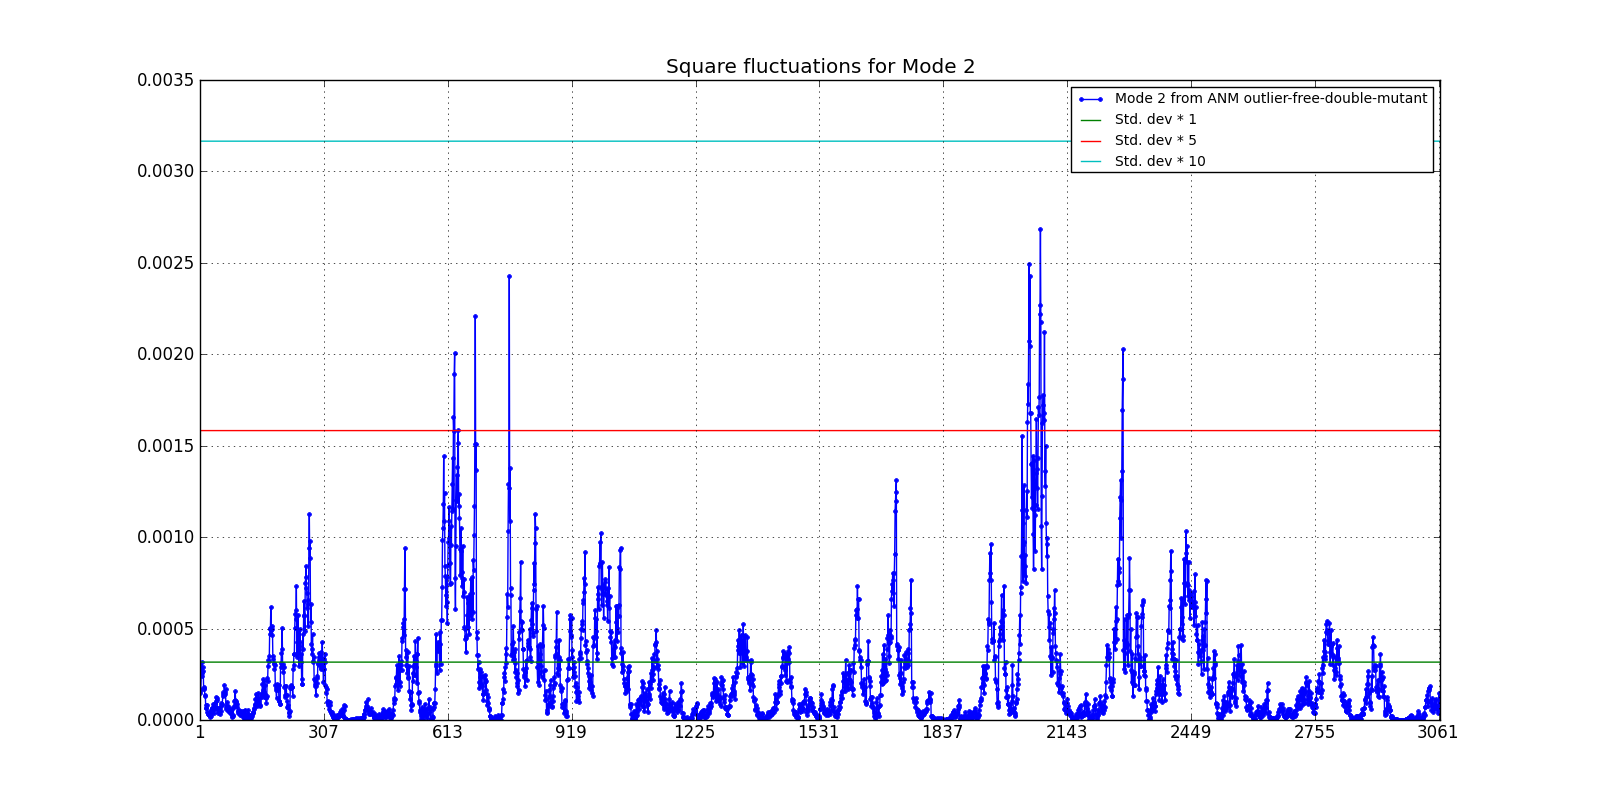 Square fluctuations for Mode 2
0.0035
0.0030
0.0025
0.0020
0.0015
0.0010
0.0005
0.0000
Mode 2 from ANM outlier-free-double-mutant
Std. dev * 1
Std. dev * 5
Std. dev * 10
1 307 613 919 1225 1531 1837 2143 2449 2755 3061